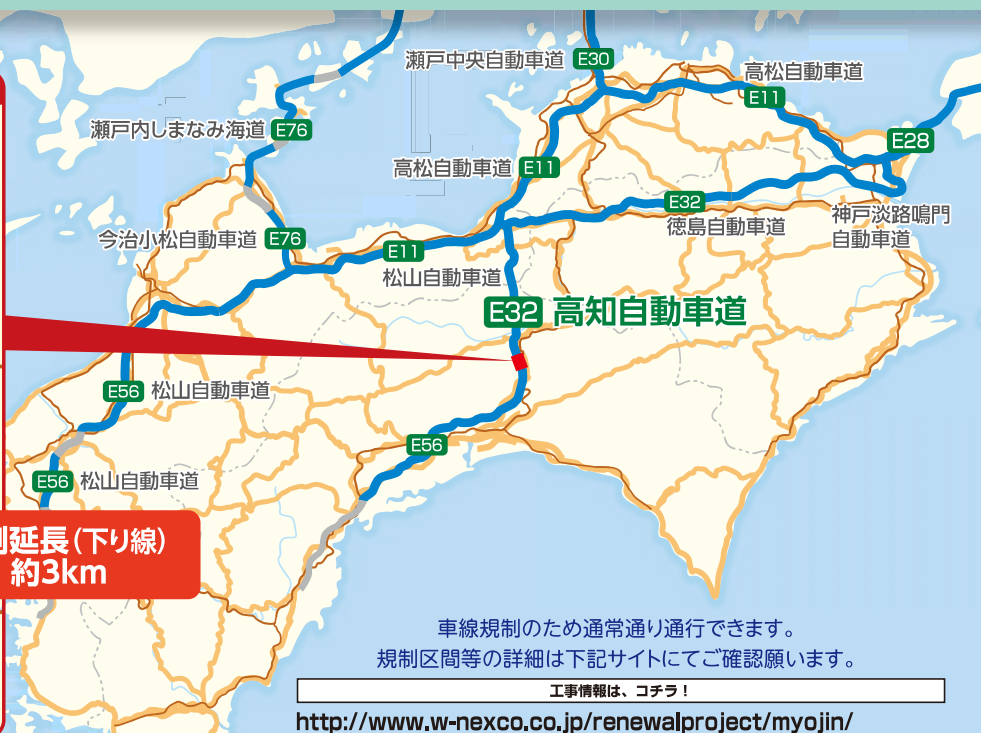 瀬戸中央自動車道 E30
高松自動車道
E11
瀬戸内しまなみ海道 E76
E28
高松自動車道 E11
E32
徳島自動車道
神戸淡路鳴門
自動車道
今治小松自動車道 E76
E11
松山自動車道
E32 高知自動車道
E56 松山自動車道
E56
E56 松山自動車道
延長(下り線)
約3km
車線規制のため通常通り通行できます。
規制区間等の詳細は下記サイトにてご確認願います。
工事情報は、コチラ!
http://www.w-nexco.co.jp/renewalproject/myojin/